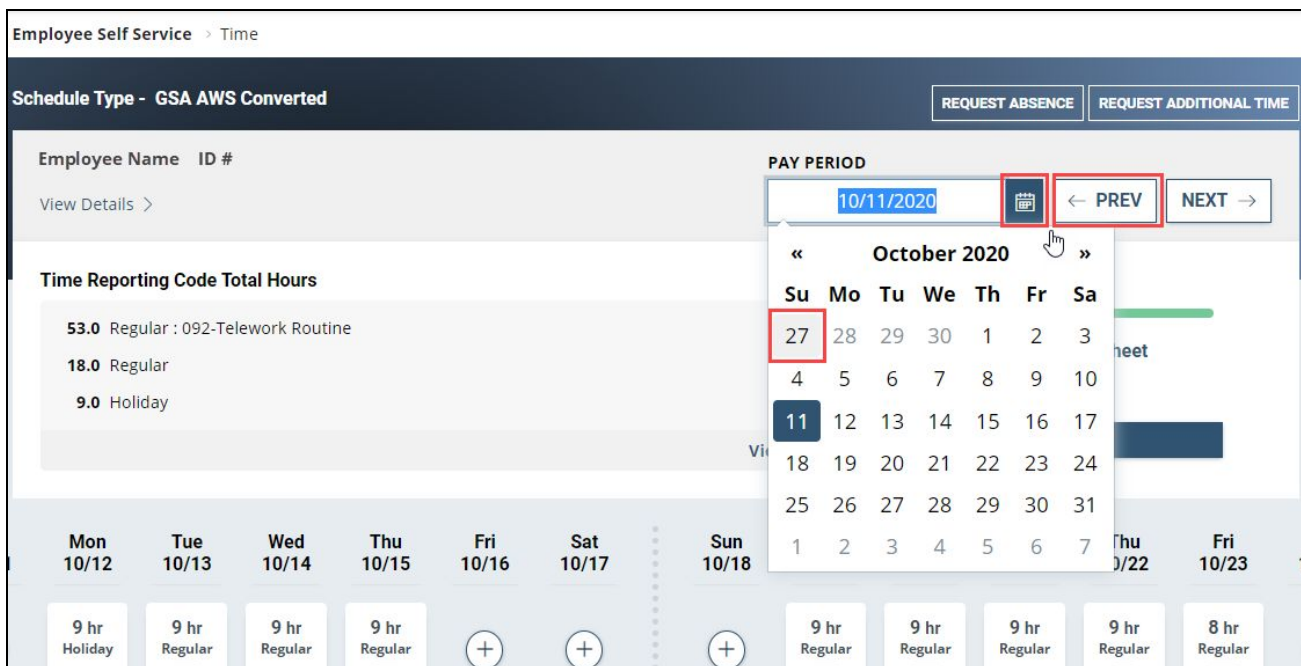 Employee Self Service > Time
Schedule Type - GSA AWS Converted
REQUEST ABSENCE
REQUEST ADDITIONAL TIME
Employee Name ID #
View Details >
PAY PERIOD
10/11/2020
← PREV
NEXT →
Time Reporting Code Total Hours
53.0 Regular : 092-Telework Routine
18.0 Regular
9.0 Holiday
« October 2020 »
Su Mo Tu We Th Fr Sa
27 28 29 30 1 2 3
4 5 6 7 8 9 10
11 12 13 14 15 16 17
18 19 20 21 22 23 24
25 26 27 28 29 30 31
1 2 3 4 5 6 7
Mon Tue Wed Thu Fri Sat Sun Fri
10/12 10/13 10/14 10/15 10/16 10/17 10/18 10/23
9 hr 9 hr 9 hr 9 hr 9 hr 9 hr 9 hr 9 hr 8 hr
Holiday Regular Regular Regular Regular Regular Regular Regular Regular